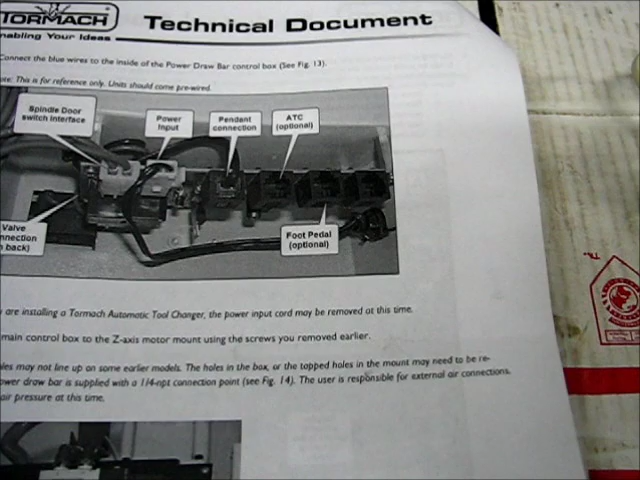 TORMACH
Technical Document
nabling Your Ideas
Connect the blue wires to the inside of the Power Draw Bar control box (See Fig. 13).
ote: This is for reference only. Units should come pre-wired.
Spindle Door
switch Interface
Power
Input
Pendant
connection
ATC
(optional)
Valve
nnection
n back)
Foot Pedal
(optional)
are installing a Tormach Automatic Tool Changer, the power input cord may be removed at this time.
main control box to the Z-axis motor mount using the screws you removed earlier.
les may not line up on some earlier models. The holes in the box, or the tapped holes in the mount may need to be re-
ower draw bar is supplied with a 1/4-npt connection point (see Fig. 14). The user is responsible for external air connections.
air pressure at this time.